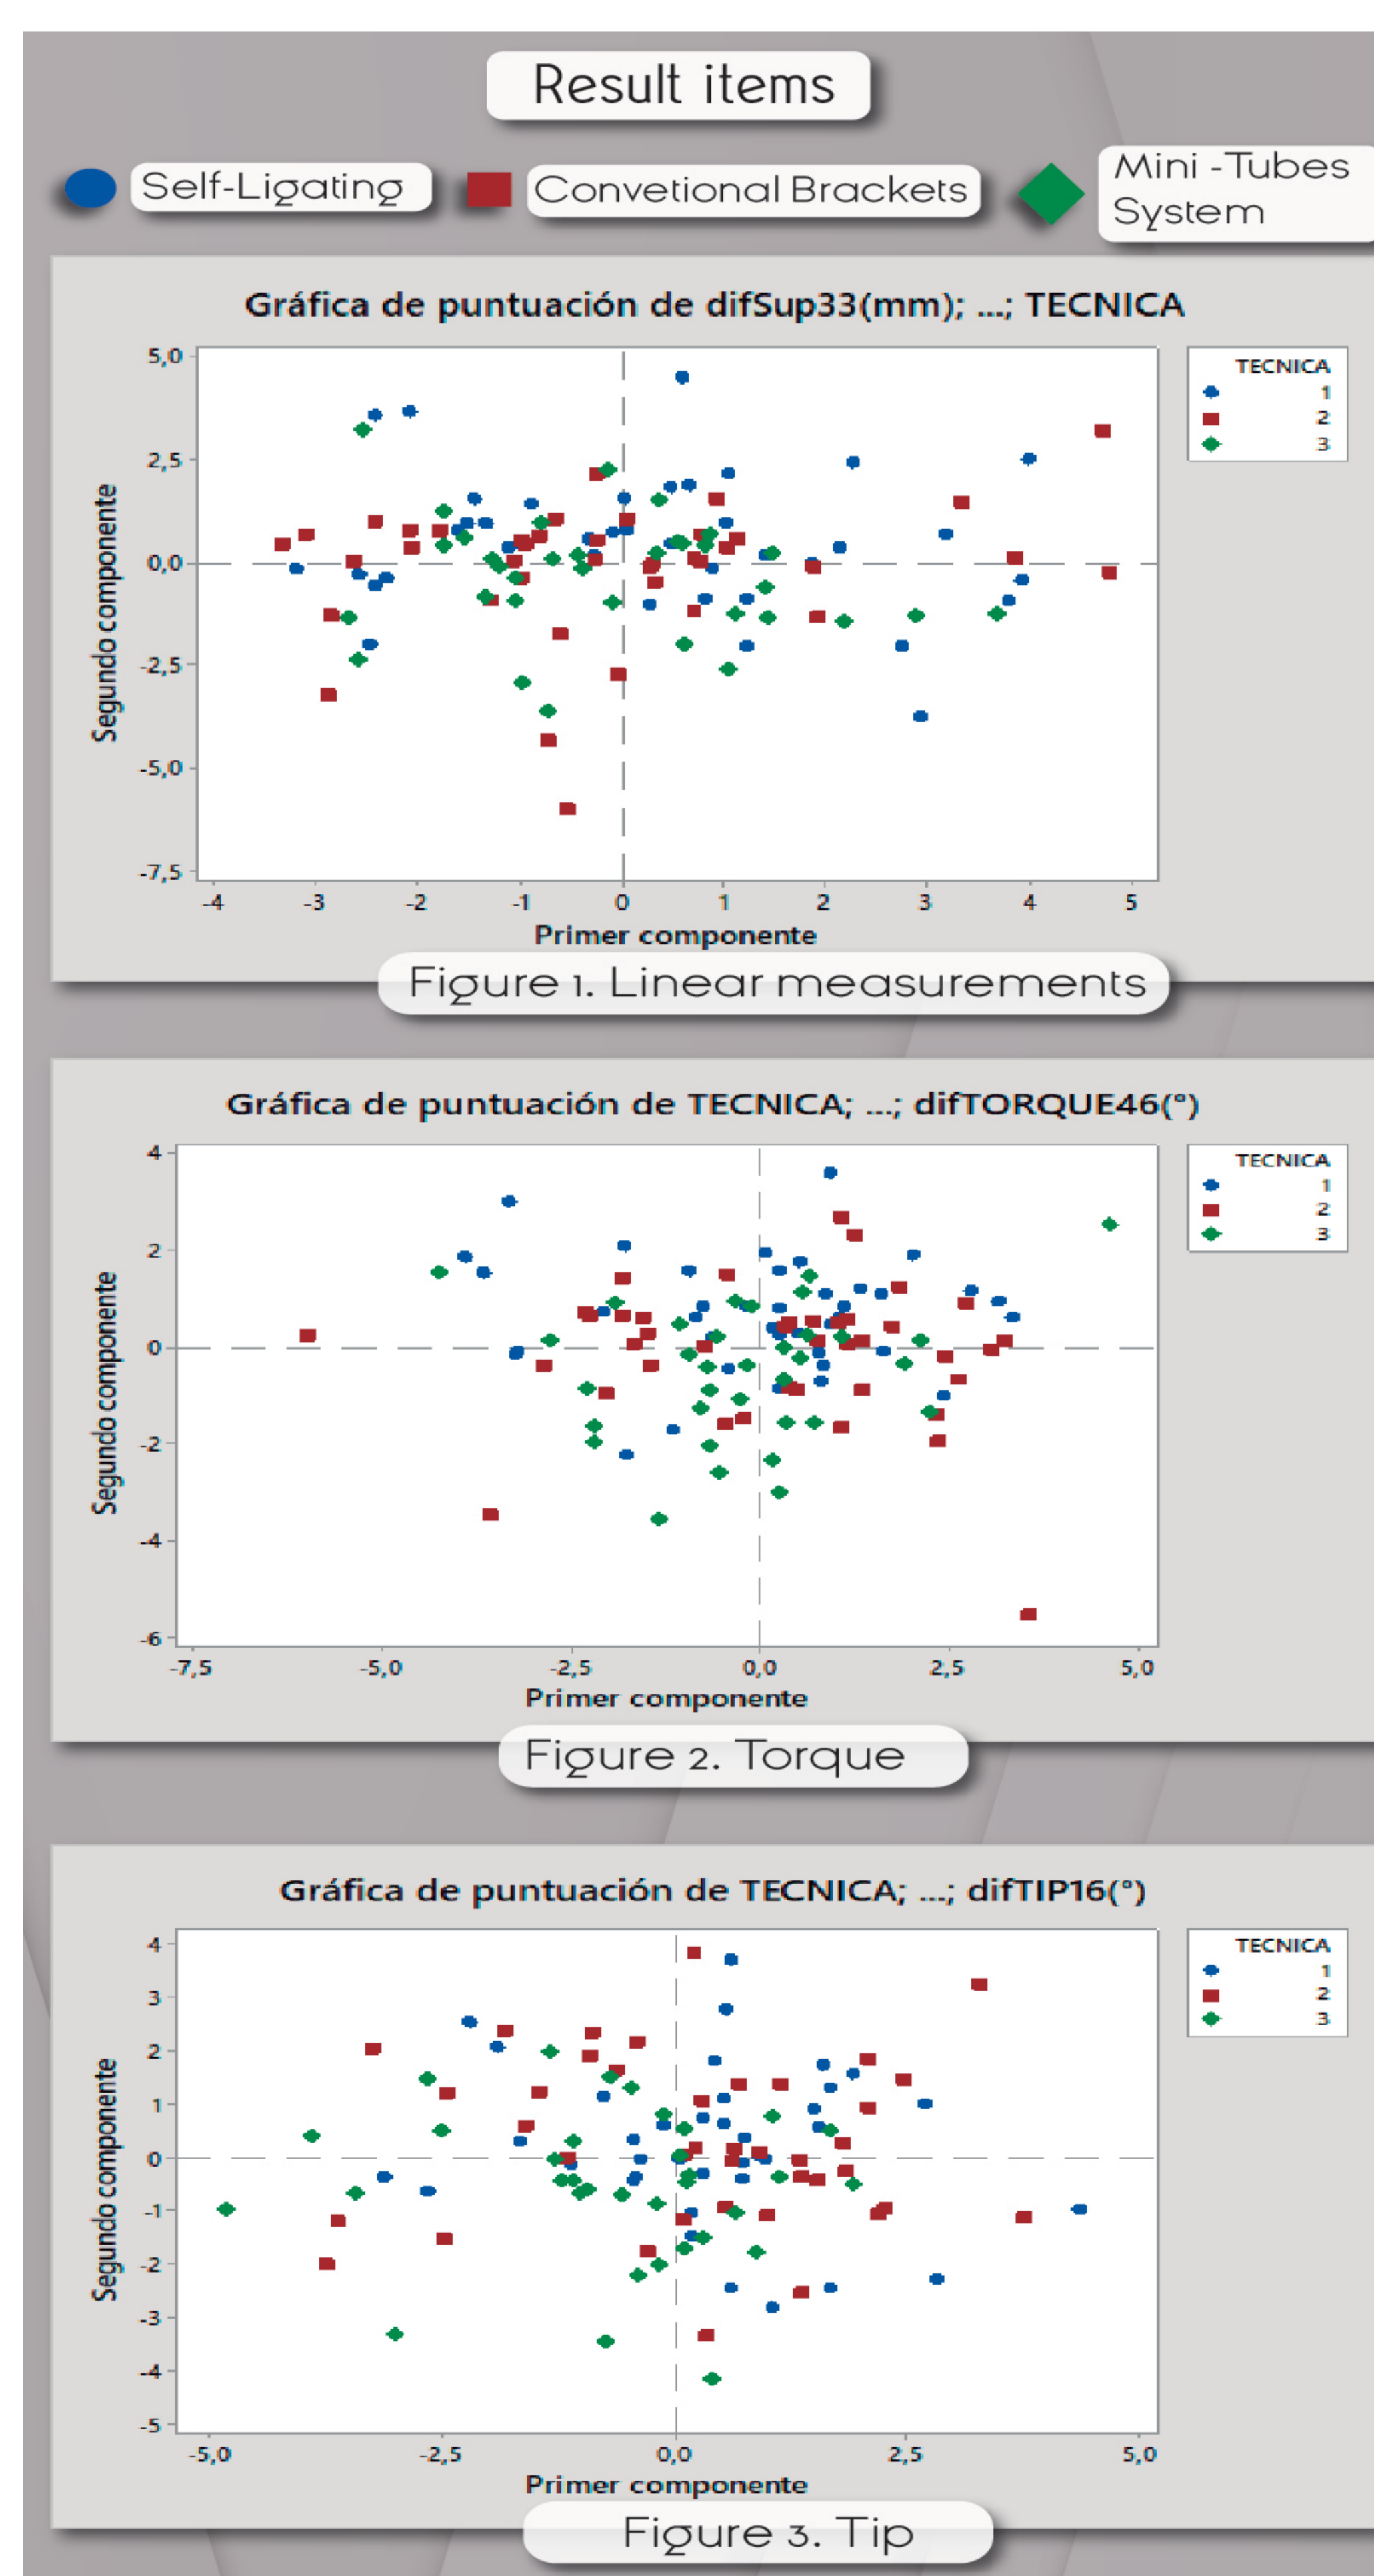 Result items
Self-Ligating
Convetional Brackets
Mini -Tubes
System
Gráfica de puntuación de difSup33(mm); ...; TECNICA
TECNICA
1
2
3
5,0
2,5
0,0
-2,5
-5,0
-7,5
Segundo componente
-4 -3 -2 -1 0 1 2 3 4 5
Primer componente
Figure 1. Linear measurements
Gráfica de puntuación de TECNICA; ...; difTORQUE46(°)
TECNICA
1
2
3
4
2
0
-2
-4
-6
Segundo componente
-7,5 -5,0 -2,5 0,0 2,5 5,0
Primer componente
Figure 2. Torque
Gráfica de puntuación de TECNICA; ...; difTIP16(°)
TECNICA
1
2
3
4
3
2
1
0
-1
-2
-3
-4
-5
Segundo componente
-5,0 -2,5 0,0 2,5 5,0
Primer componente
Figure 3. Tip